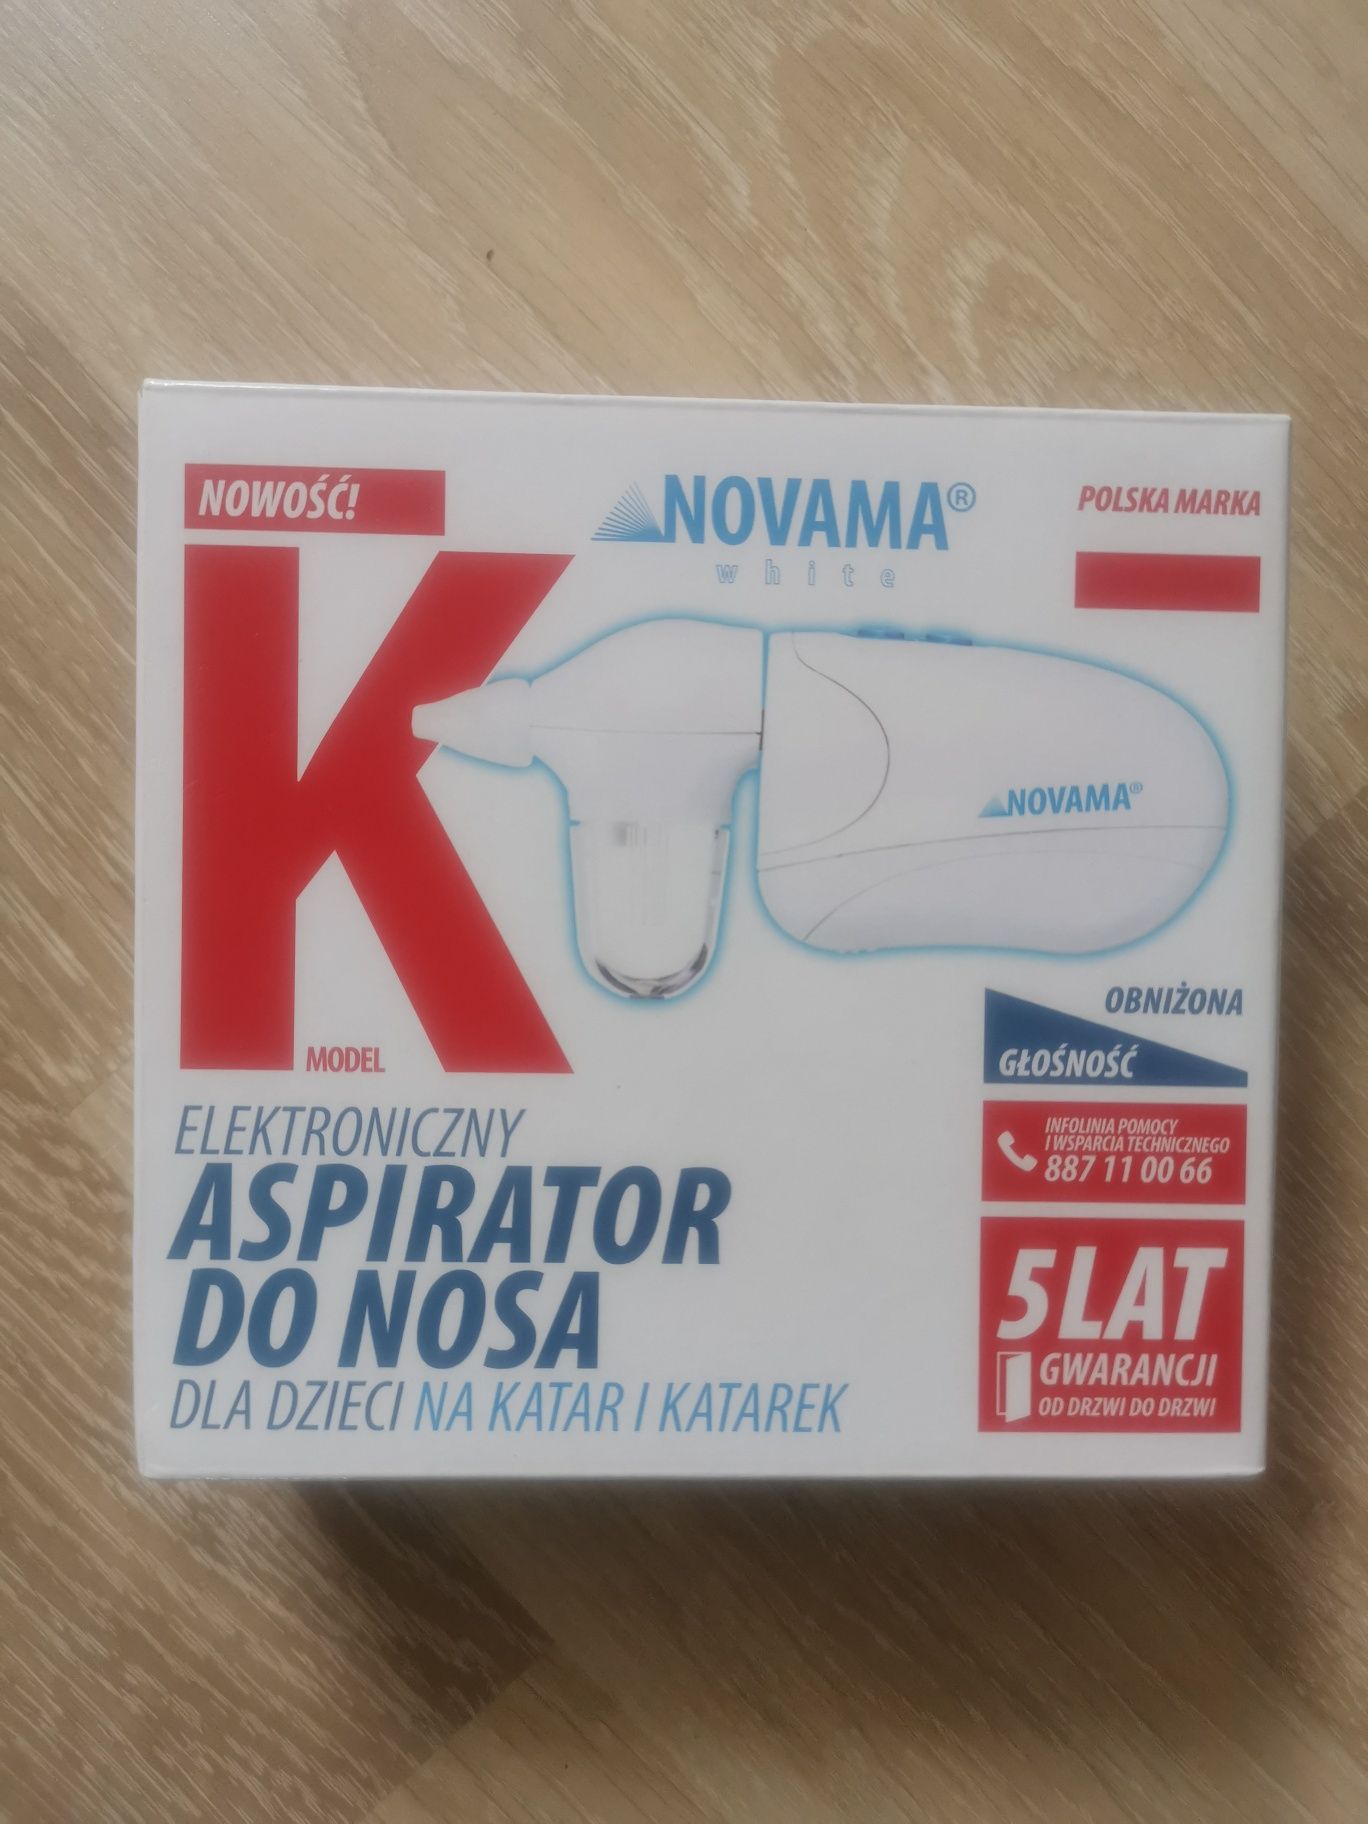 NOWOŚĆ!
NOVAMA®
white
POLSKA MARKA
K
MODEL
NOVAMA®
OBNIŻONA
GŁOŚNOŚĆ
INFOLINIA POMOCY
I WSPARCIA TECHNICZNEGO
887 11 00 66
5 LAT
GWARANCJI
OD DRZWI DO DRZWI
ELEKTRONICZNY
ASPIRATOR
DO NOSA
DLA DZIECI NA KATAR I KATAREK